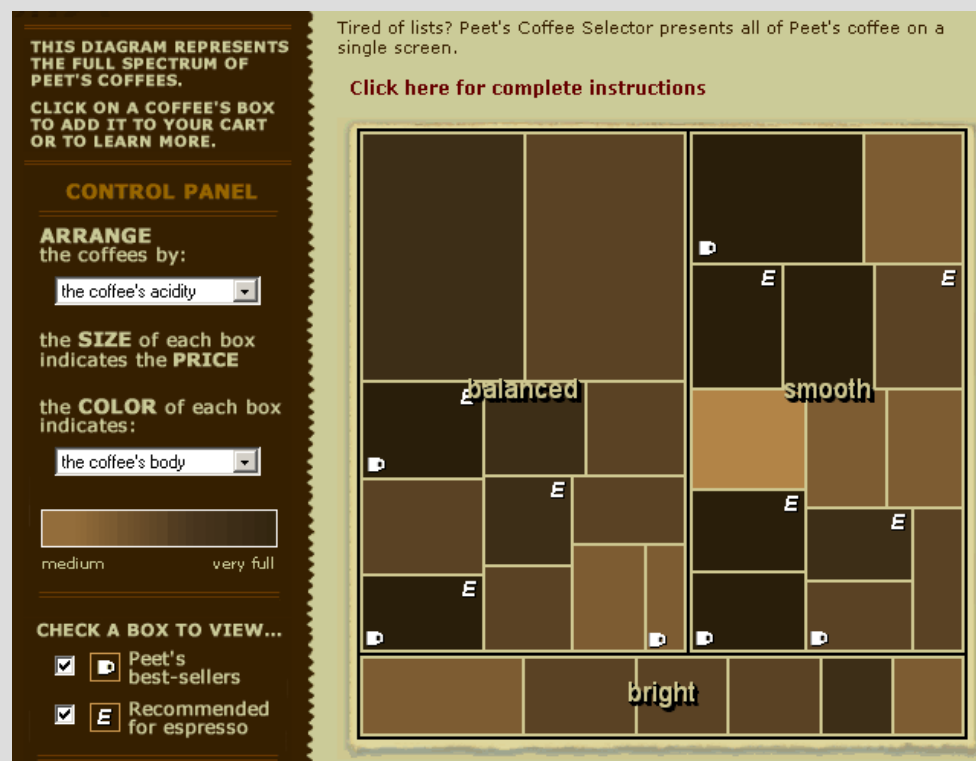 THIS DIAGRAM REPRESENTS
THE FULL SPECTRUM OF
PEET'S COFFEES.
CLICK ON A COFFEE'S BOX
TO ADD IT TO YOUR CART
OR TO LEARN MORE.
CONTROL PANEL
ARRANGE
the coffees by:
the coffee's acidity
the SIZE of each box
indicates the PRICE
the COLOR of each box
indicates:
the coffee's body
medium very full
CHECK A BOX TO VIEW...
Peet's
best-sellers
E Recommended
for espresso
Tired of lists? Peet's Coffee Selector presents all of Peet's coffee on a
single screen.
Click here for complete instructions
E E
E
balanced smooth
E E
E
E
bright